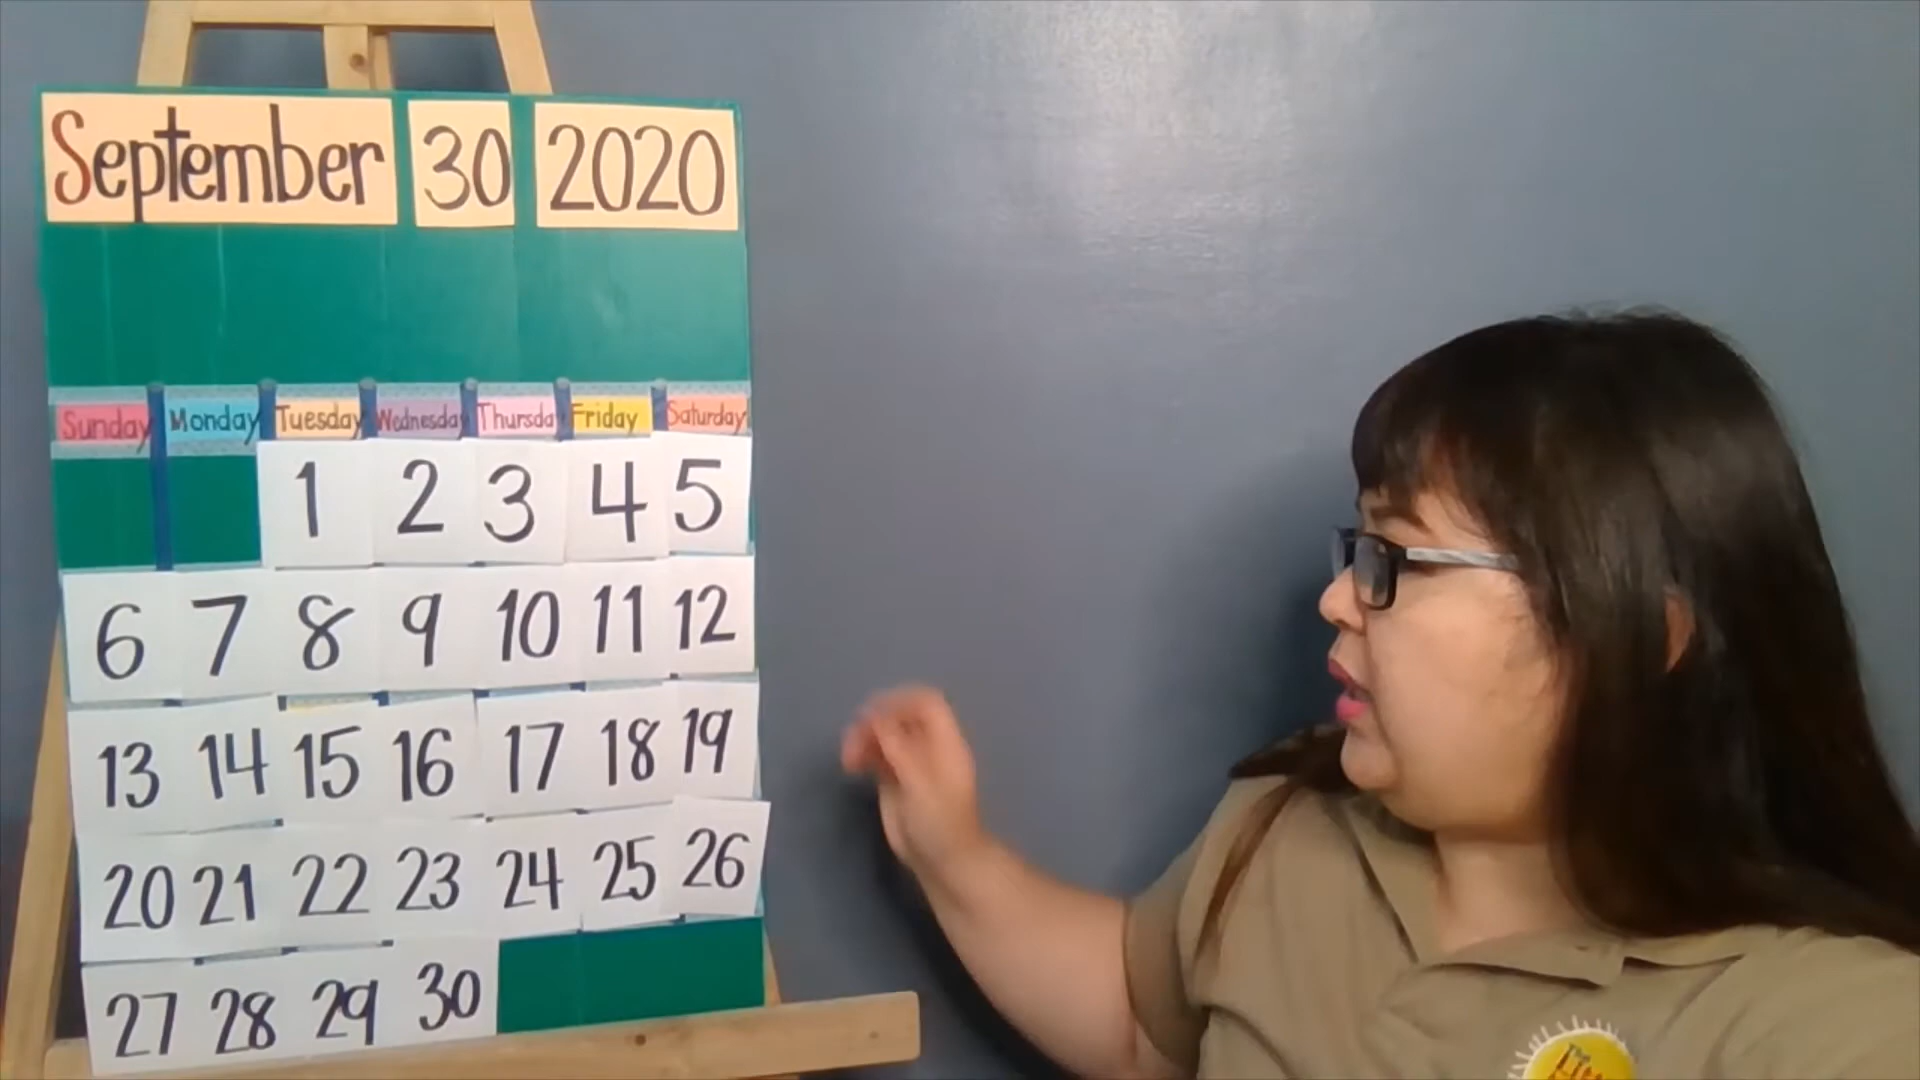 September 30 2020
Sunday Monday Tuesday Wednesday Thursda Friday Saturday
1 2 3 4 5
6 7 8 9 10 11 12
13 14 15 16 17 18 19
20 21 22 23 24 25 26
27 28 29 30
The